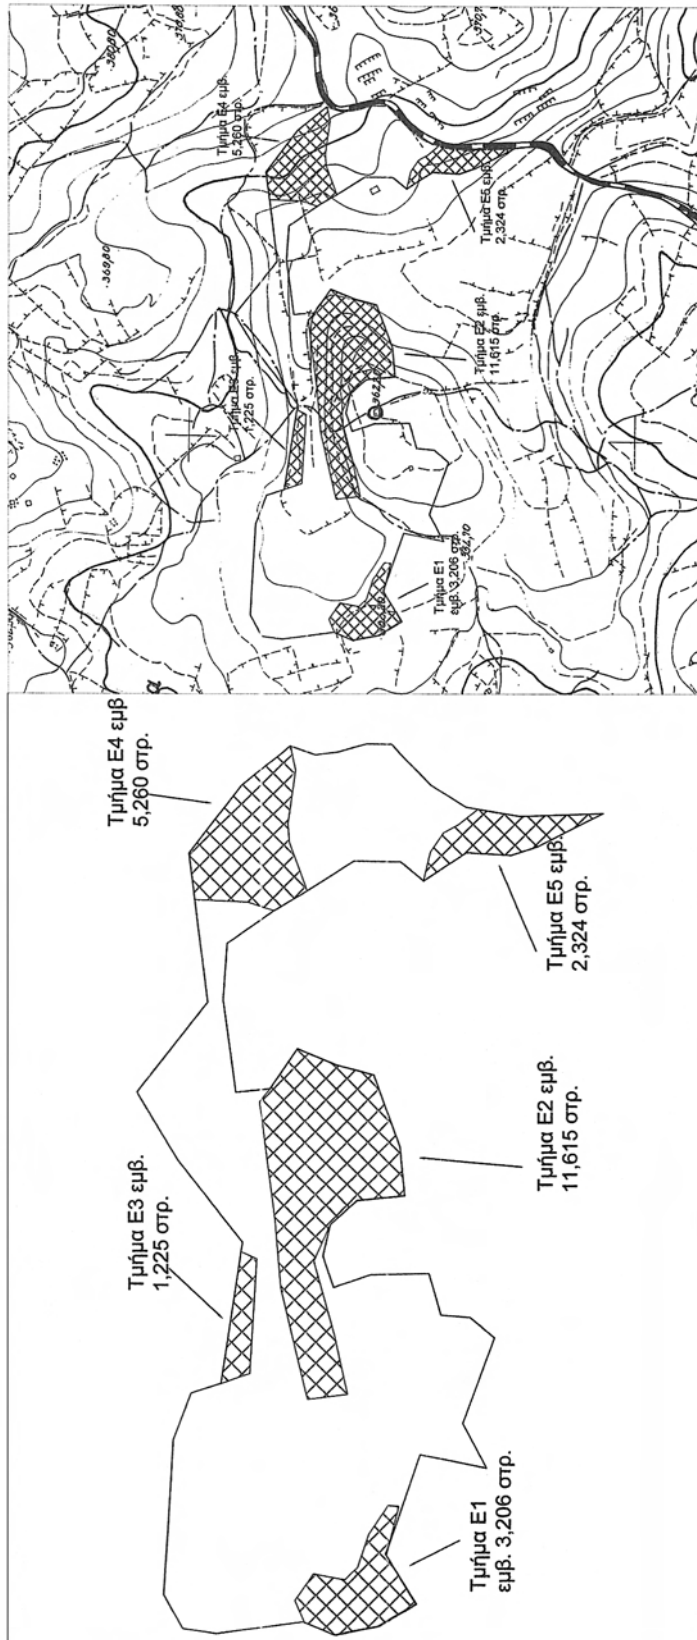 Τμήμα Ε4 εμβ.
5,260 στρ.
369,80
Τμήμα Ε5 εμβ.
2,324 στρ.
1,225 στρ.
Τμήμα Ε2 εμβ.
11,615 στρ.
Τμήμα Ε1
εμβ. 3,206 στρ.
α
Τμήμα Ε4 εμβ
5,260 στρ.
Τμήμα Ε5 εμβ.
2,324 στρ.
Τμήμα Ε3 εμβ.
1,225 στρ.
Τμήμα Ε2 εμβ.
11,615 στρ.
Τμήμα Ε1
εμβ. 3,206 στρ.